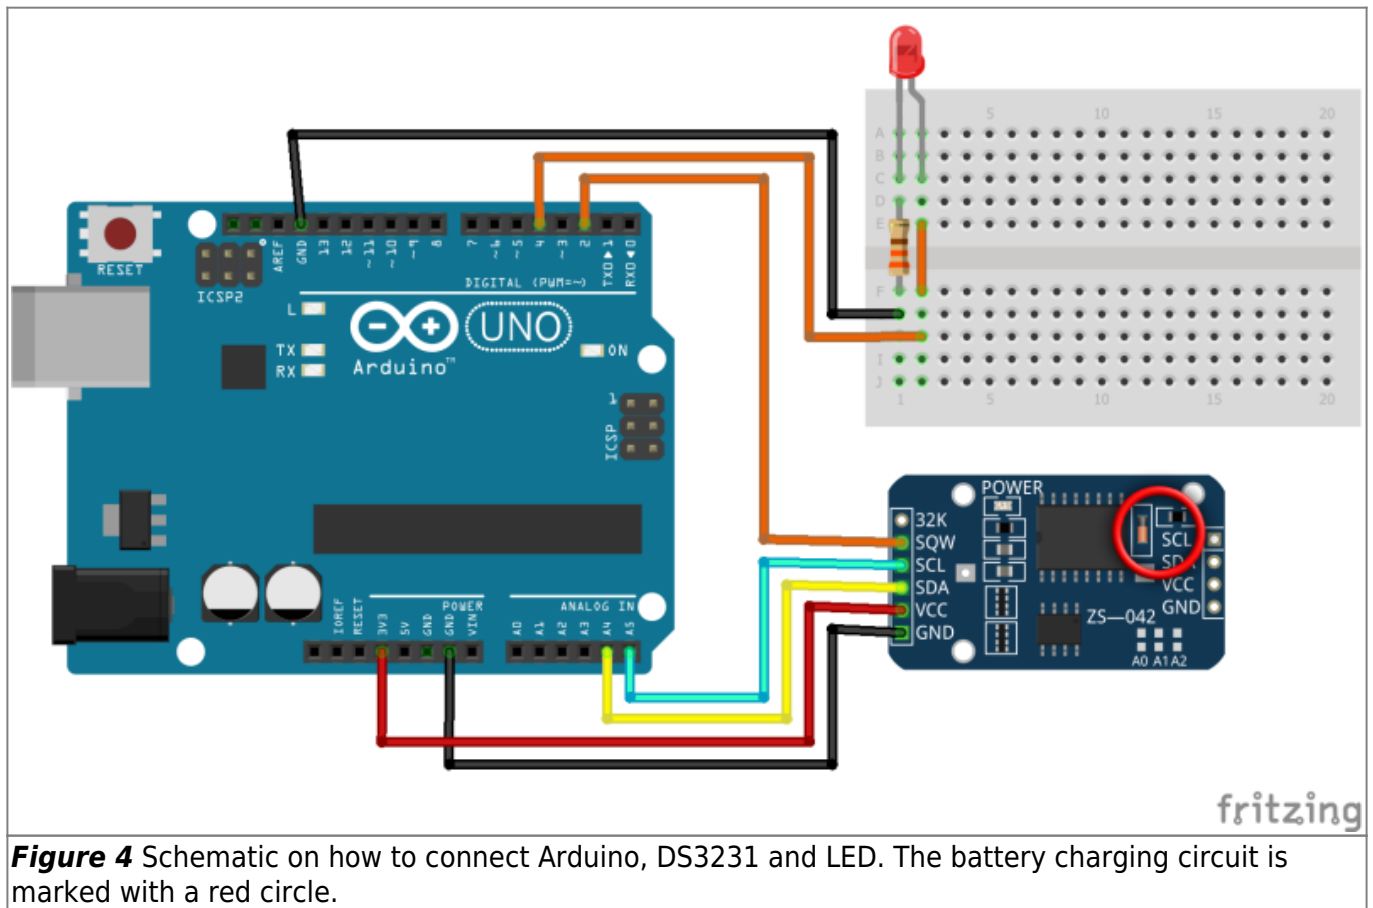 5 10 15 20
A
B
C
D
E
F
I
J
1 5 10 15 20
RESET
ICSP2
AREF
GND
13
12
~11
~10
~9
8
7
~6
~5
4
~3
2
TX0▶1
RX0◀0
DIGITAL (PWM=~)
L
TX
RX
UNO
Arduino™
ON
1
ICSP
IOREF
RESET
3V3
5V
GND
GND
VIN
POWER
ANALOG IN
A0
A1
A2
A3
A4
A5
POWER
32K
SQW
SCL
SDA
VCC
GND
SCL
SDA
VCC
GND
ZS—042
A0 A1 A2
fritzing
Figure 4 Schematic on how to connect Arduino, DS3231 and LED. The battery charging circuit is
marked with a red circle.